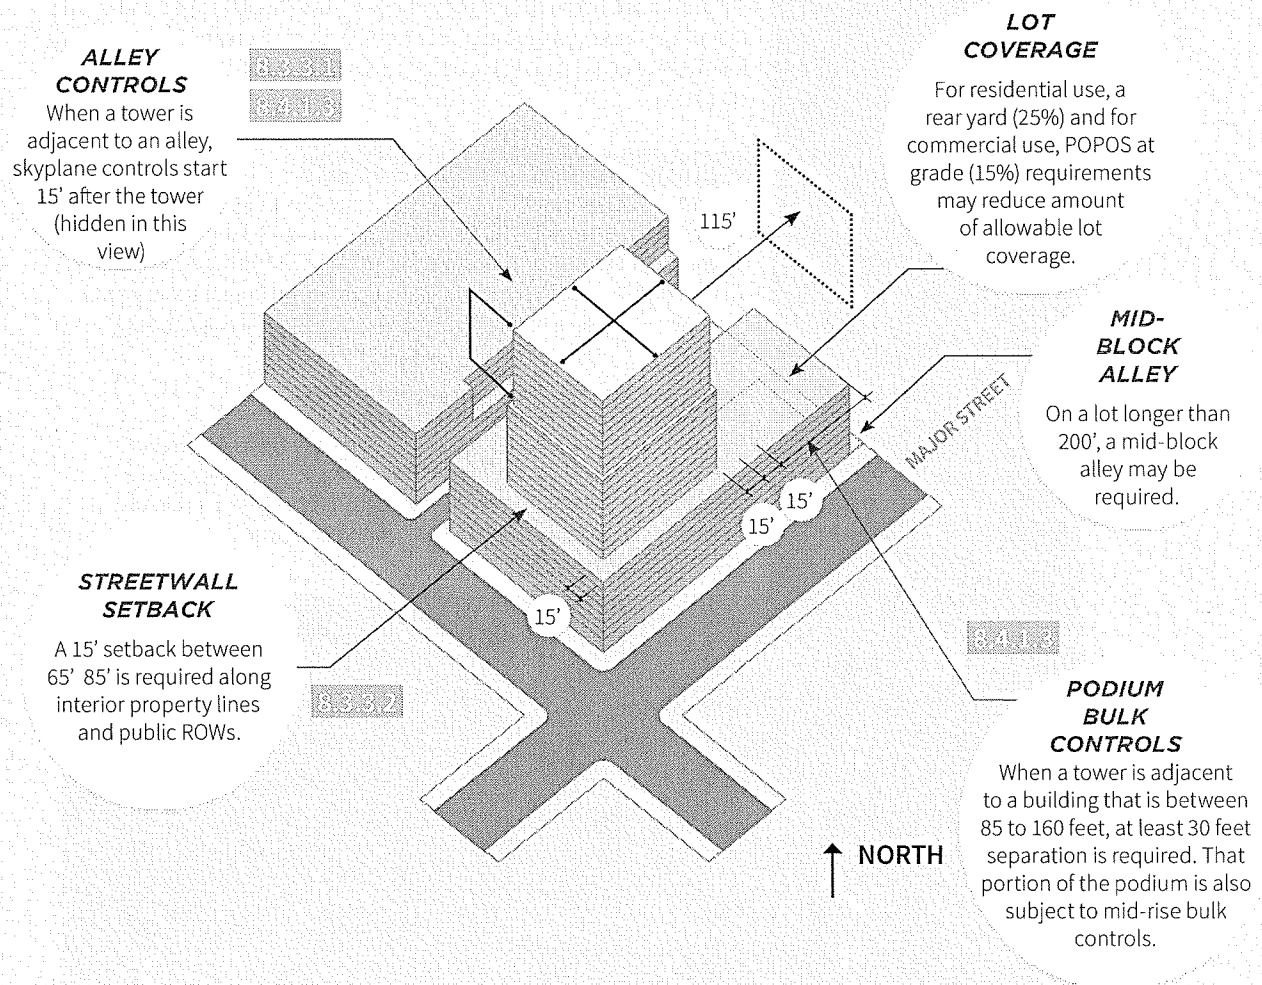 ALLEY
CONTROLS
When a tower is
adjacent to an alley,
skyplane controls start
15' after the tower
(hidden in this
view)
8.3.3.1
8.4.1.3
LOT
COVERAGE
For residential use, a
rear yard (25%) and for
commercial use, POPOS at
grade (15%) requirements
may reduce amount
of allowable lot
coverage.
115'
MID-
BLOCK
ALLEY
On a lot longer than
200', a mid-block
alley may be
required.
MAJOR STREET
15'
15'
15'
STREETWALL
SETBACK
A 15' setback between
65' 85' is required along
interior property lines
and public ROWs.
8.3.3.2
8.4.1.3
PODIUM
BULK
CONTROLS
When a tower is adjacent
to a building that is between
85 to 160 feet, at least 30 feet
separation is required. That
portion of the podium is also
subject to mid-rise bulk
controls.
NORTH